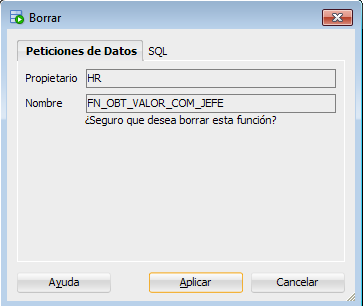 Borrar
Peticiones de Datos SQL
Propietario HR
Nombre FN_OBT_VALOR_COM_JEFE
¿Seguro que desea borrar esta función?
Ayuda Aplicar Cancelar